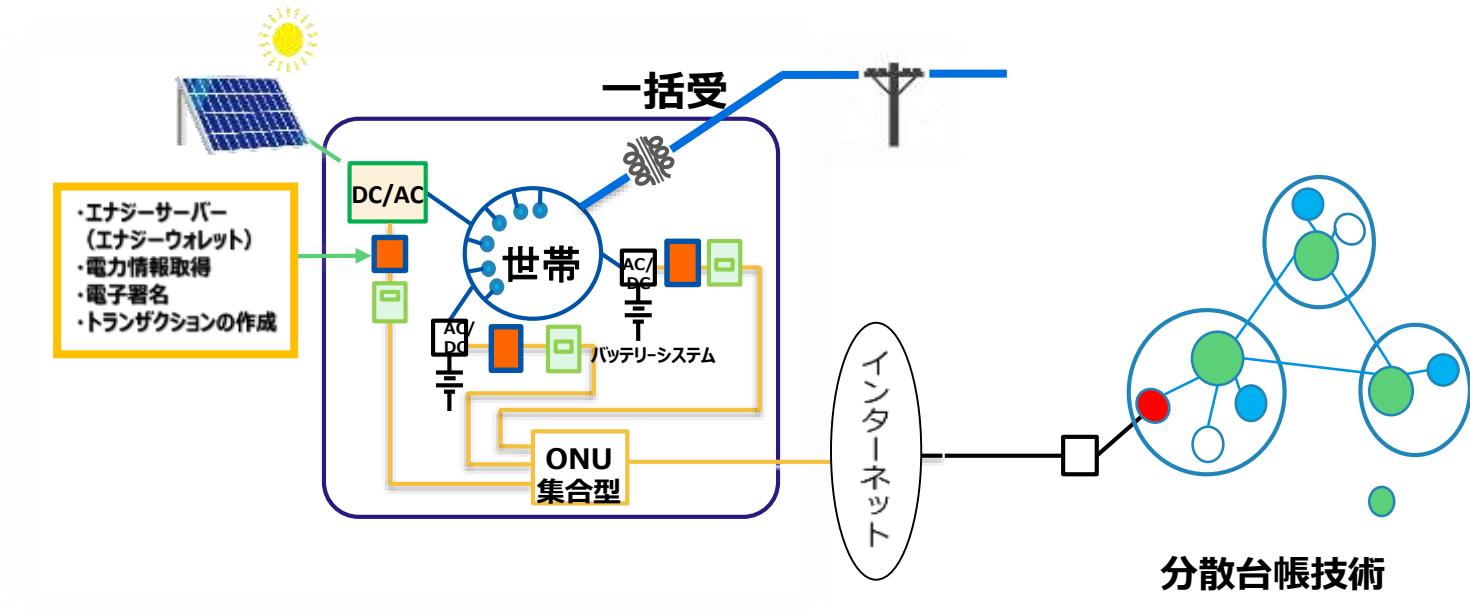 一括受
DC/AC
・エナジーサーバー
（エナジーウォレット）
・電力情報取得
・電子署名
・トランザクションの作成
世帯
AC/
DC
AC/
DC
バッテリーシステム
ONU
集合型
インターネット
分散台帳技術